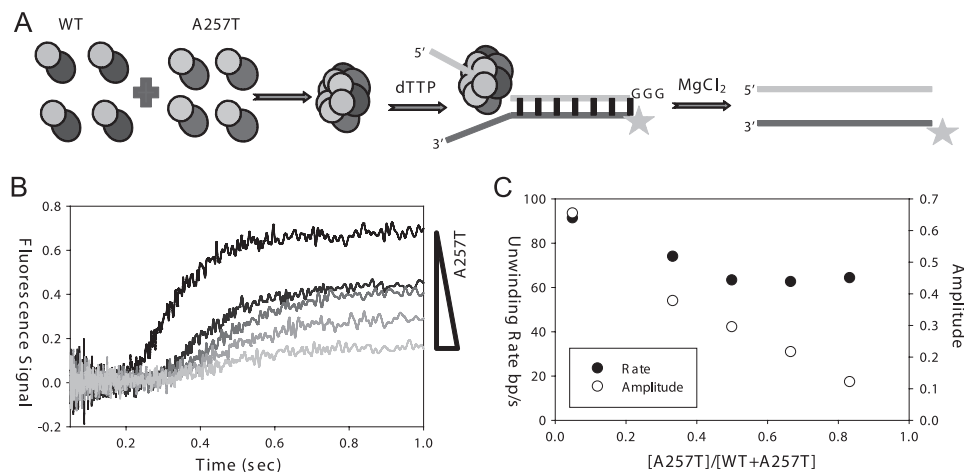 A
WT
A257T
5’
dTTP
GGG
MgCl2
3’
5’
3’
B
Fluorescence Signal
0.8
0.6
0.4
0.2
0.0
-0.2
0.2
0.4
0.6
0.8
1.0
Time (sec)
A257T
C
Unwinding Rate bp/s
100
80
60
40
20
0
Rate
Amplitude
0.0
0.2
0.4
0.6
0.8
1.0
[A257T]/[WT+A257T]
0.7
0.6
0.5
0.4
0.3
0.2
0.1
0.0
Amplitude